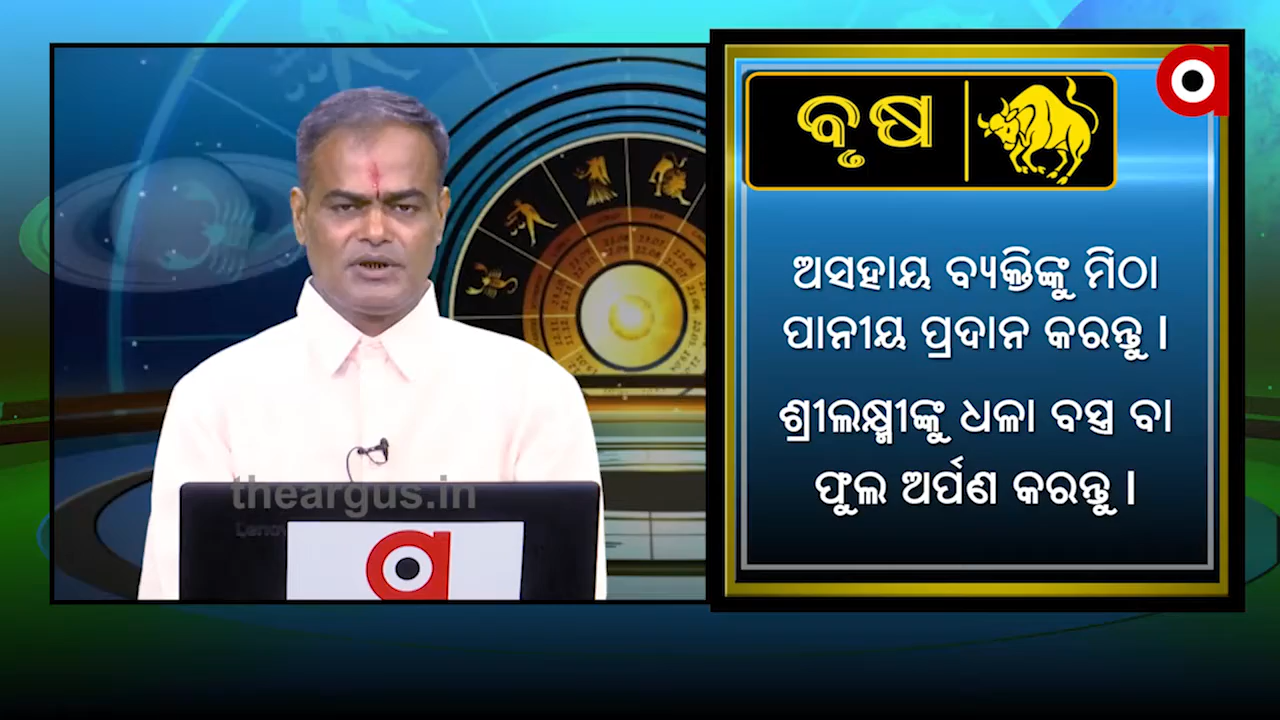 ବୃଷ
ଅସହାୟ ବ୍ୟକ୍ତିଙ୍କୁ ମିଠା
ପାନୀୟ ପ୍ରଦାନ କରନ୍ତୁ ।
ଶ୍ରୀଲକ୍ଷ୍ମୀଙ୍କୁ ଧଳା ବସ୍ତ୍ର ବା
ଫୁଲ ଅର୍ପଣ କରନ୍ତୁ ।
theargus.in